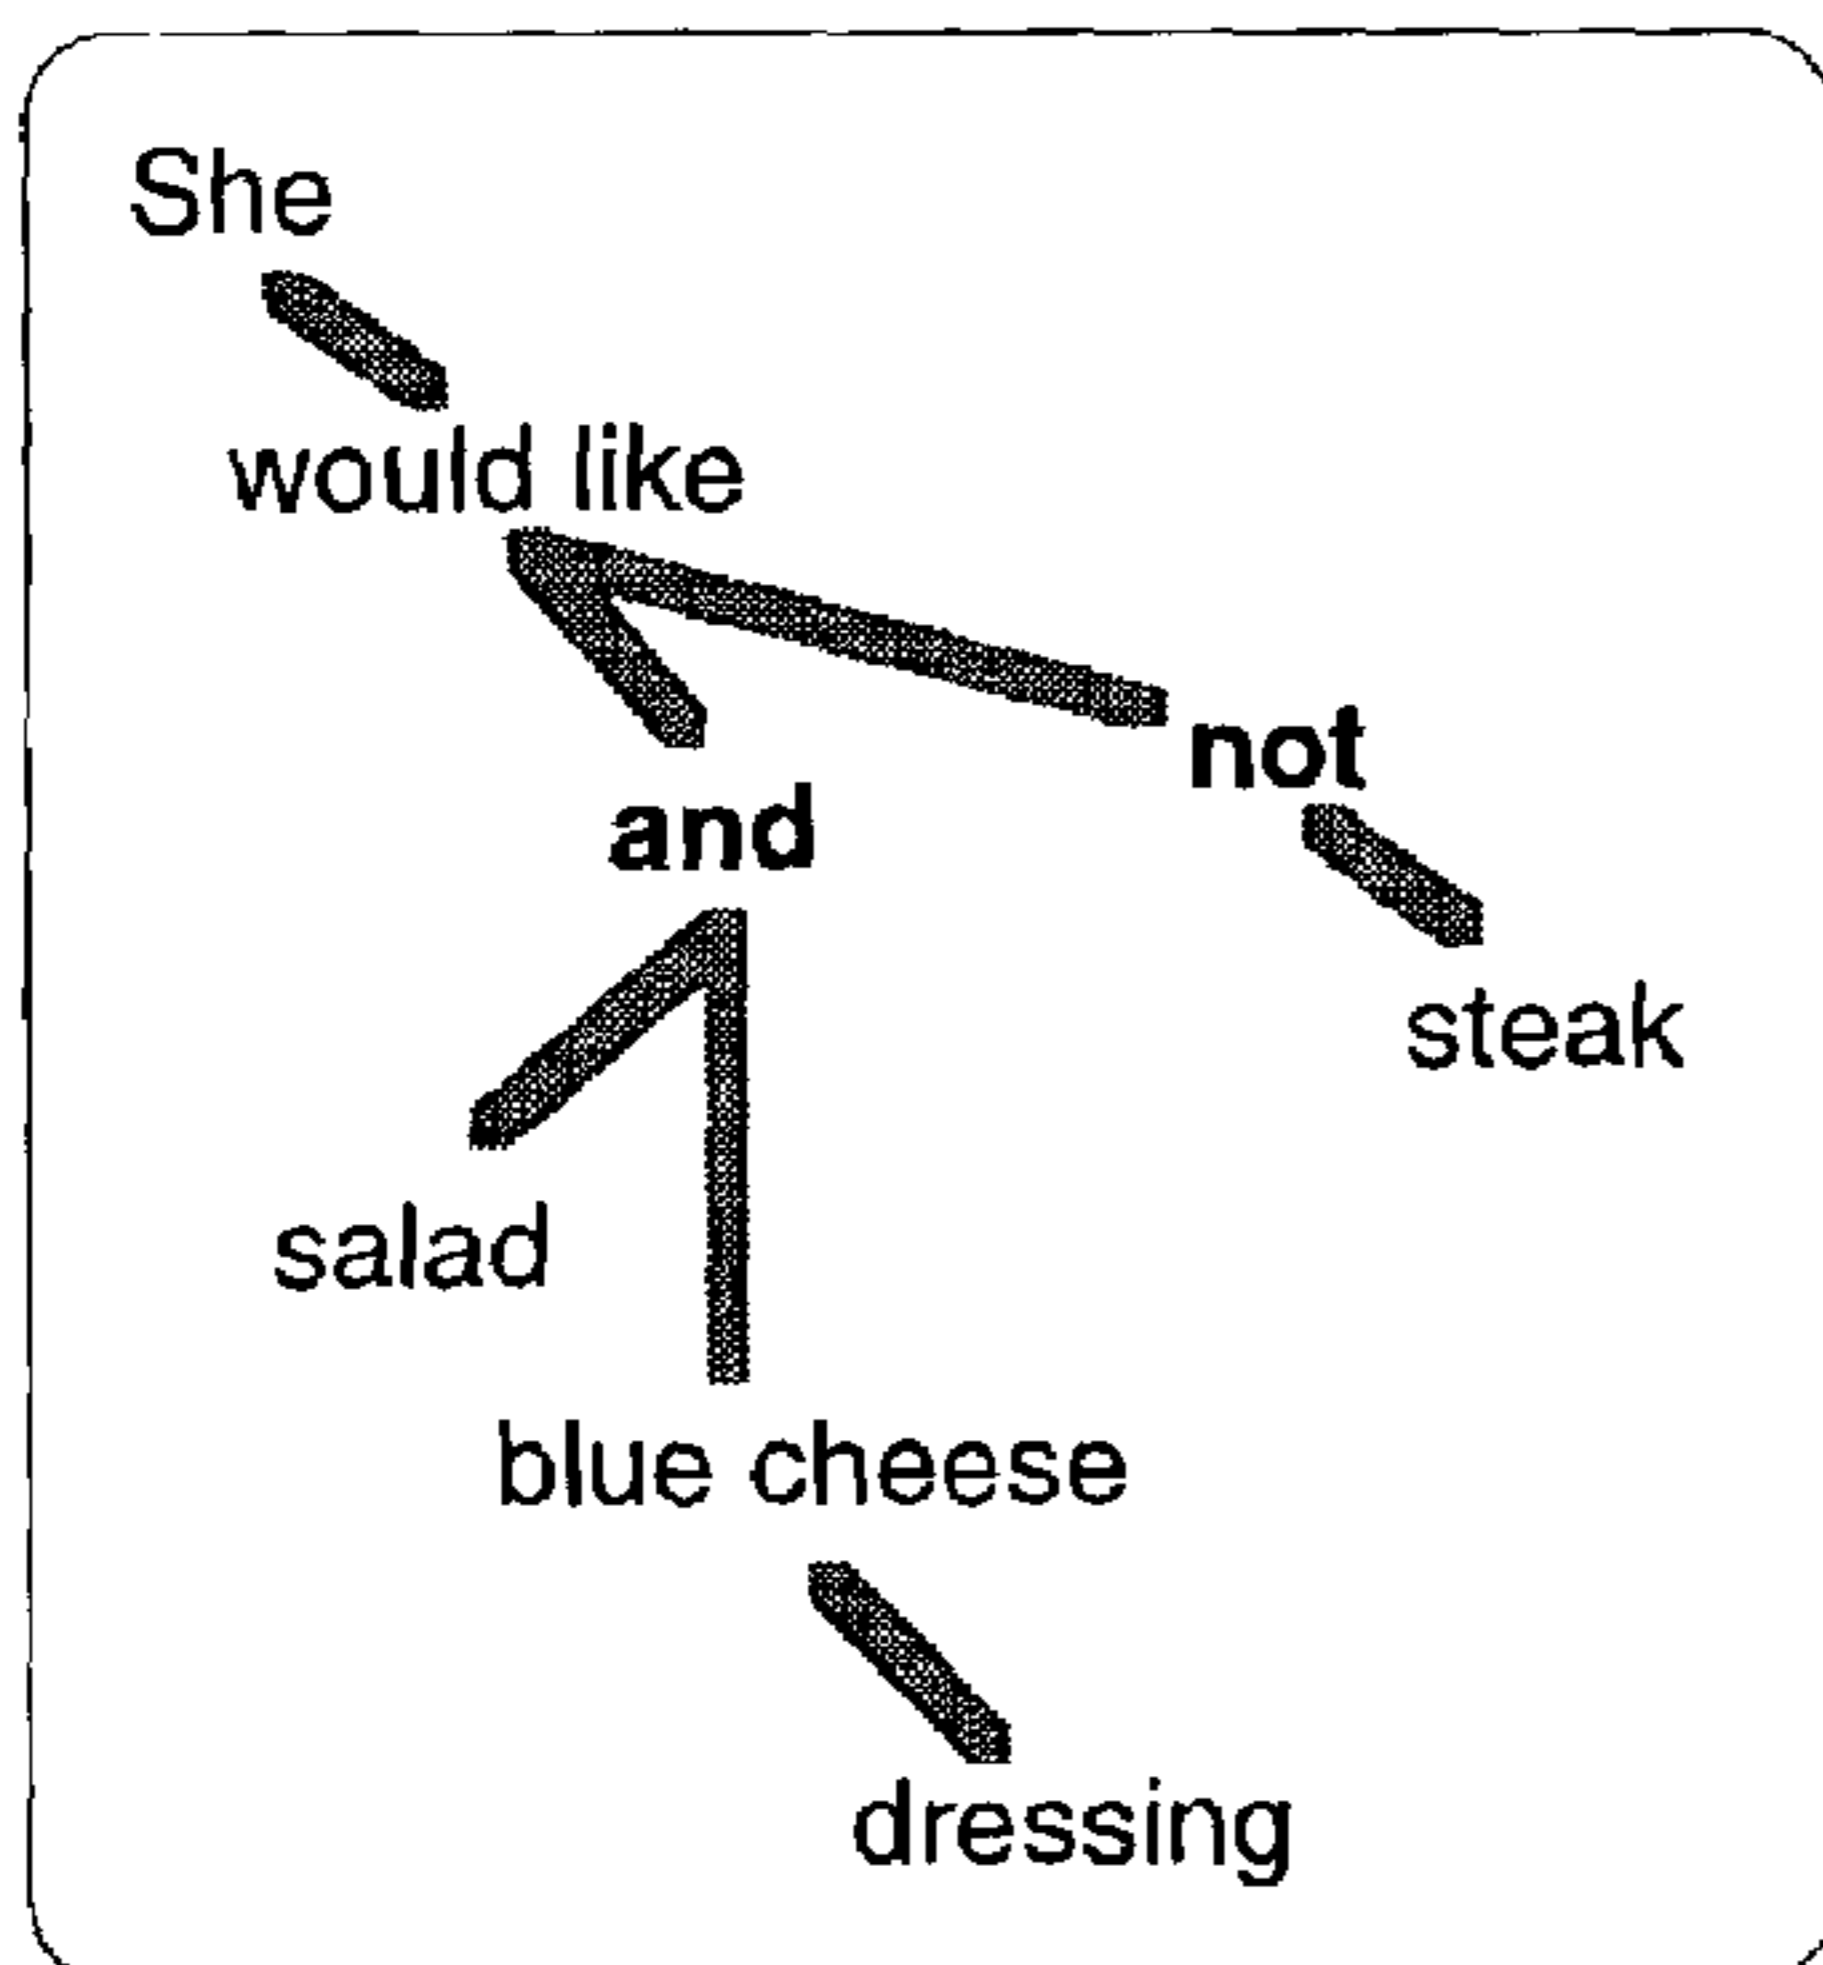 She
would like
not
and
steak
salad
blue cheese
dressing